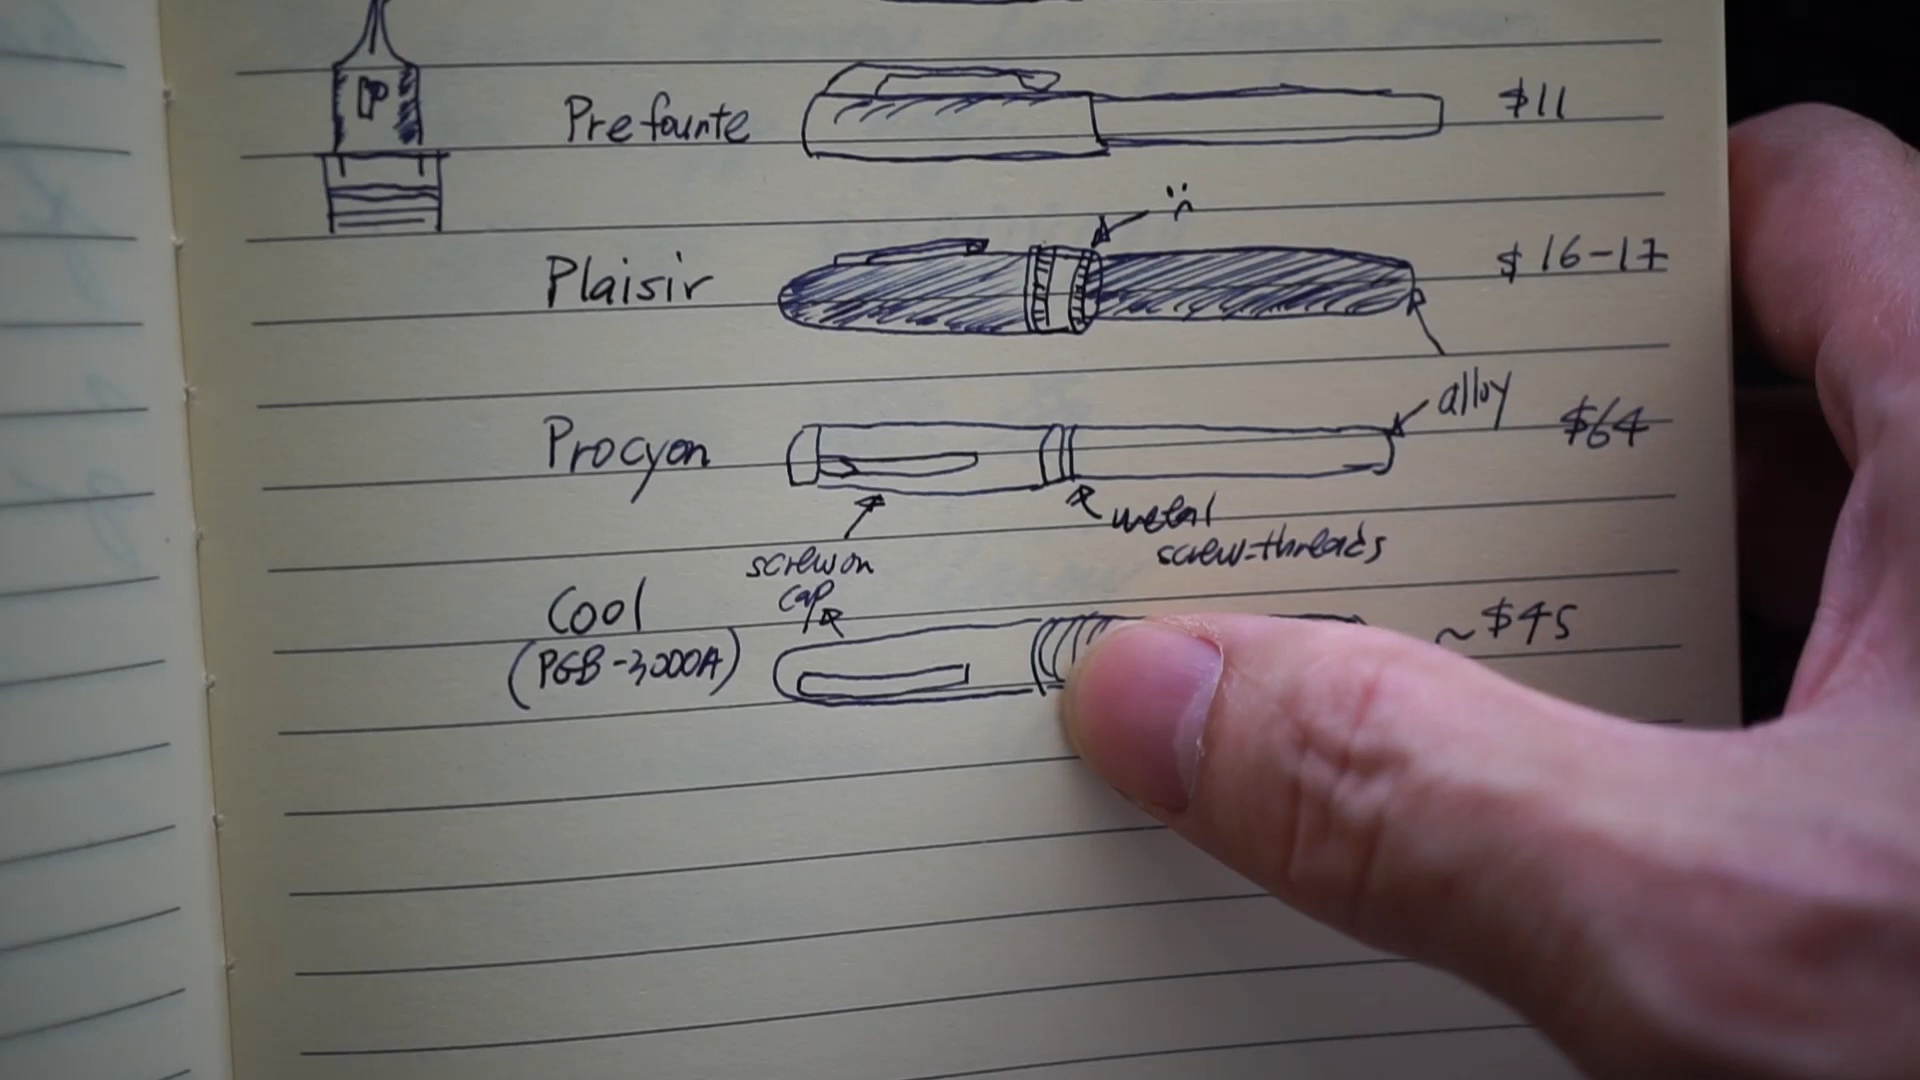 P
Prefounte
$11
Plaisir
$16-17
Procyon
alloy
$64
metal
screw-threads
screw on
cap
Cool
(PGB-3000A)
~$45